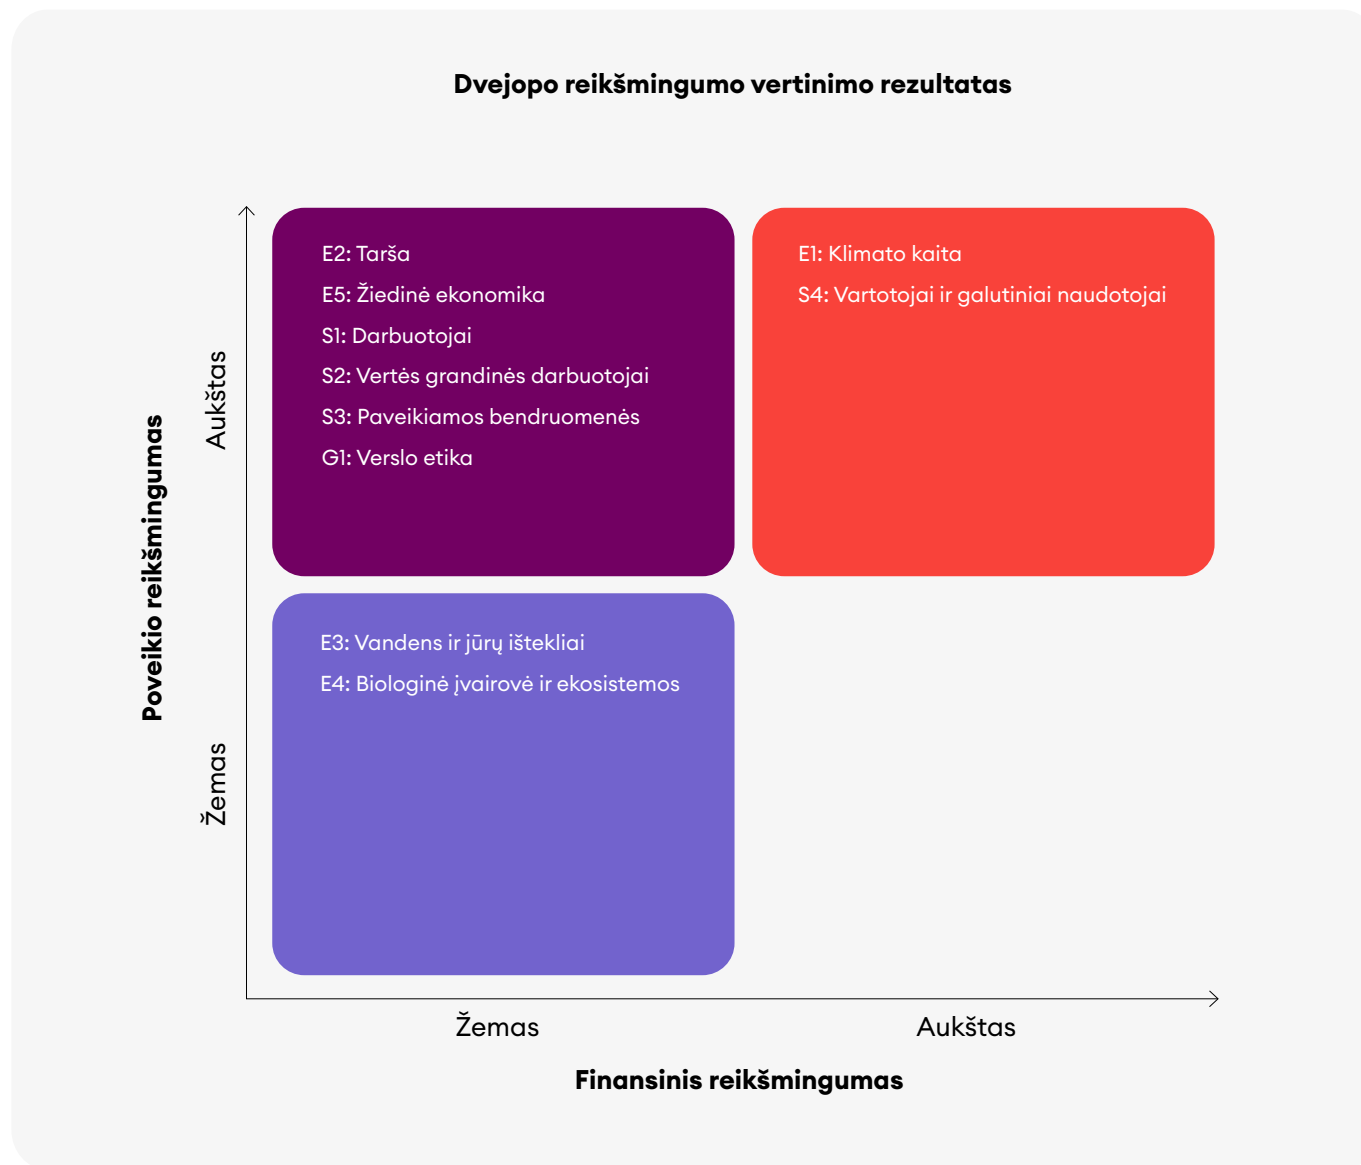 Dvejopo reikšmingumo vertinimo rezultatas
Poveikio reikšmingumas
Aukštas
Žemas
E2: Tarša
E5: Žiedinė ekonomika
S1: Darbuotojai
S2: Vertės grandinės darbuotojai
S3: Paveikiamos bendruomenės
G1: Verslo etika
E1: Klimato kaita
S4: Vartotojai ir galutiniai naudotojai
E3: Vandens ir jūrų ištekliai
E4: Biologinė įvairovė ir ekosistemos
Žemas
Aukštas
Finansinis reikšmingumas